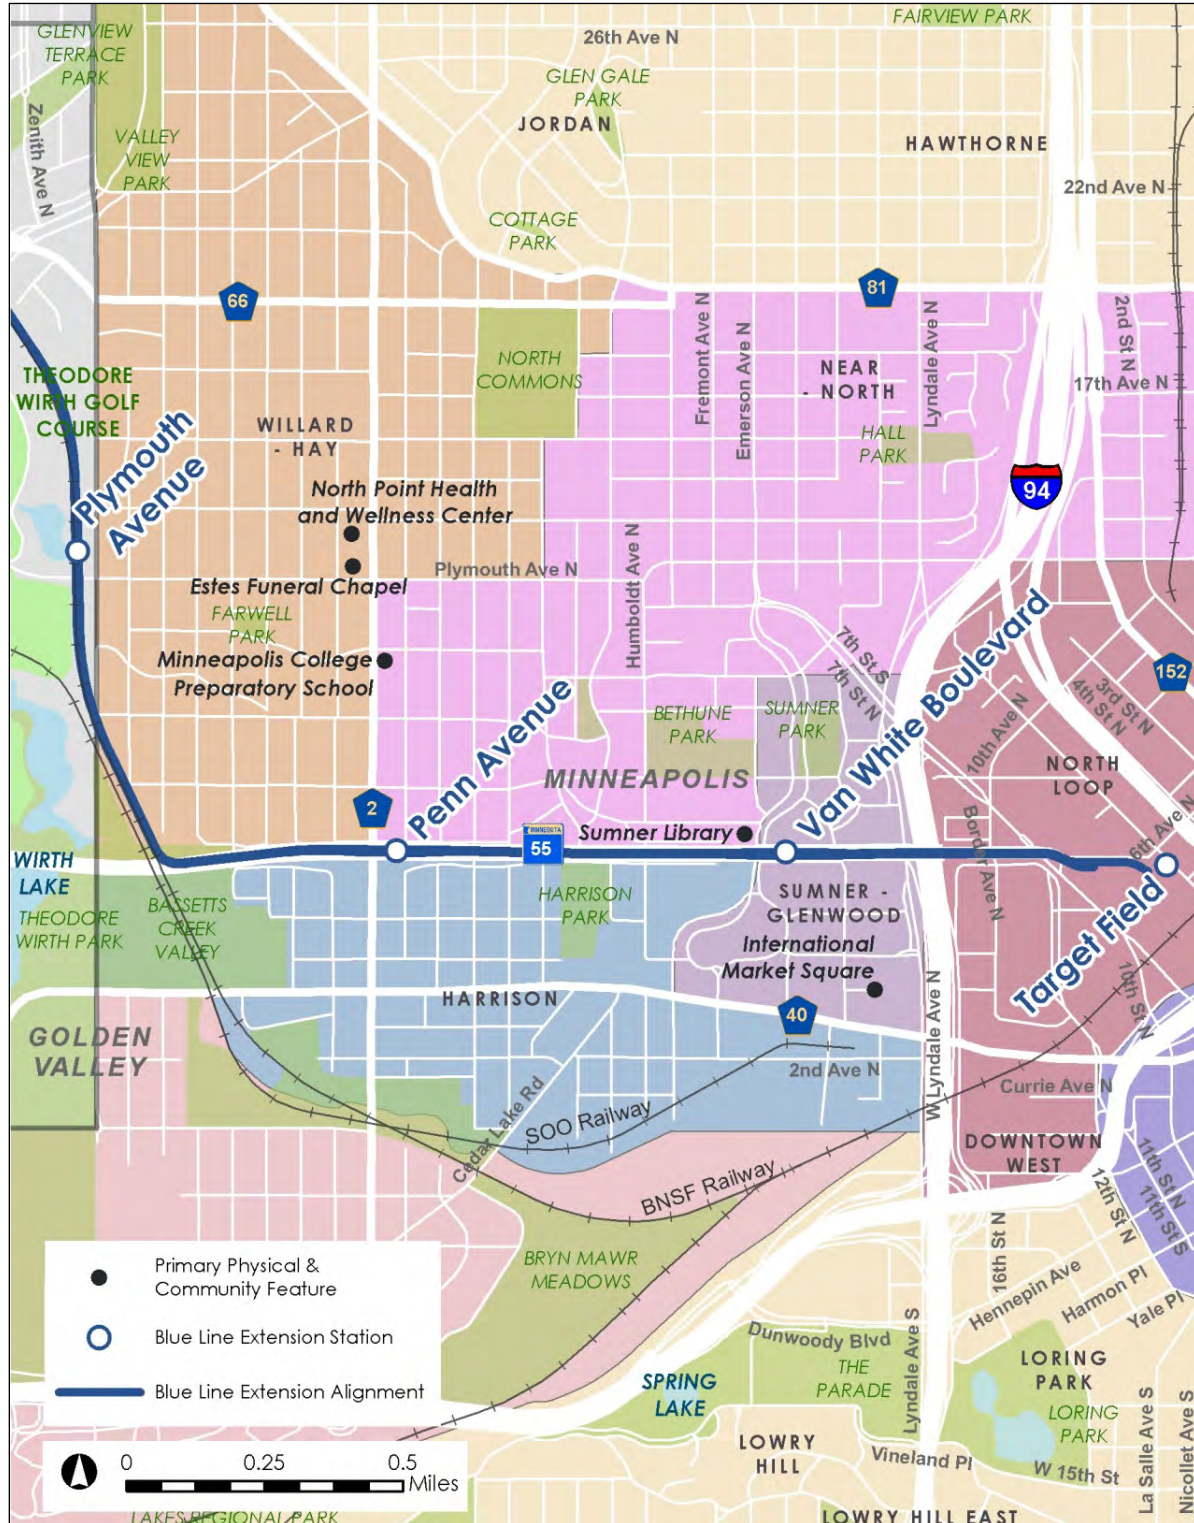 FAIRVIEW PARK
GLENVIEW
TERRACE
PARK
26th Ave N
GLEN GALE
PARK
JORDAN
HAWTHORNE
Zenith Ave N
VALLEY
VIEW
PARK
22nd Ave N
COTTAGE
PARK
66
81
Fremont Ave N
Emerson Ave N
Lyndale Ave N
2nd St N
NORTH
COMMONS
NEAR
- NORTH
17th Ave N
THEODORE
WIRTH GOLF
COURSE
WILLARD
- HAY
HALL
PARK
Plymouth
Avenue
North Point Health
and Wellness Center
94
Humboldt Ave N
Estes Funeral Chapel
Plymouth Ave N
FARWELL
PARK
7th St S
7th St N
Minneapolis College
Preparatory School
Van White Boulevard
152
3rd St N
4th St N
10th Ave N
BETHUNE
PARK
SUMNER
PARK
Penn Avenue
MINNEAPOLIS
NORTH
LOOP
2
Border Ave N
6th Ave N
MINNESOTA
55
Sumner Library
WIRTH
LAKE
THEODORE
WIRTH PARK
BASSETTS
CREEK
VALLEY
HARRISON
PARK
SUMNER -
GLENWOOD
International
Market Square
Target Field
10th St N
HARRISON
40
W Lyndale Ave N
GOLDEN
VALLEY
2nd Ave N
Currie Ave N
Cedar Lake Rd
SOO Railway
DOWNTOWN
WEST
BNSF Railway
11th St N
11th St S
12th St N
16th St N
Primary Physical &
Community Feature
BRYN MAWR
MEADOWS
Hennepin Ave
Harmon Pl
Yale Pl
Blue Line Extension Station
Dunwoody Blvd
Lyndale Ave S
LORING
PARK
THE
PARADE
Blue Line Extension Alignment
SPRING
LAKE
LORING
PARK
La Salle Ave S
Nicollet Ave S
LOWRY
HILL
Vineland Pl
W 15th St
0 0.25 0.5
Miles
LAKES REGIONAL PARK
LOWRY HILL EAST